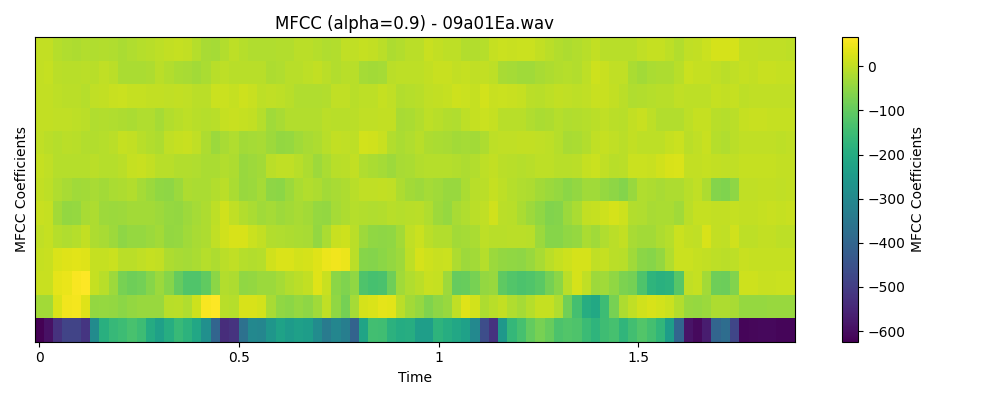 MFCC (alpha=0.9) - 09a01Ea.wav
MFCC Coefficients
0
0.5
1
1.5
Time
0
−100
−200
−300
−400
−500
−600
MFCC Coefficients